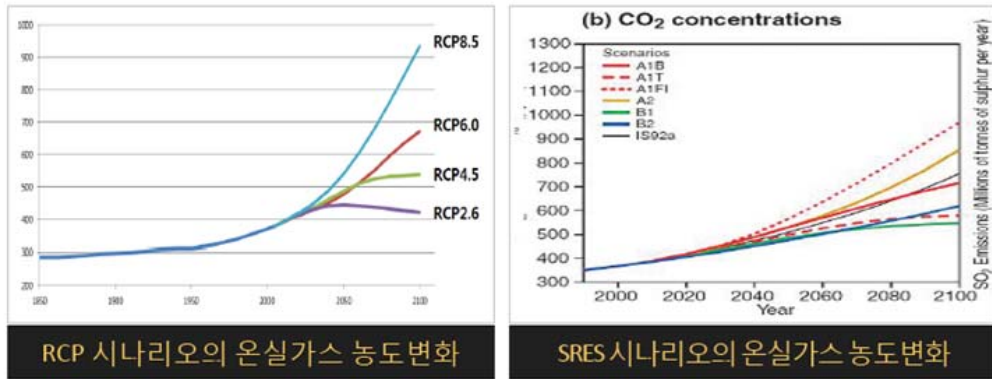 1000
900
800
700
600
500
400
300
200
1850
1900
1950
2000
2050
2100
RCP8.5
RCP6.0
RCP4.5
RCP2.6
RCP 시나리오의 온실가스 농도변화
(b) CO2 concentrations
1300
1200
1100
1000
900
800
700
600
500
400
300
Scenarios
A1B
A1T
A1FI
A2
B1
B2
IS92a
2000
2020
2040
2060
2080
2100
Year
SO2 Emissions (Millions of tonnes of sulphur per year)
SRES 시나리오의 온실가스 농도변화